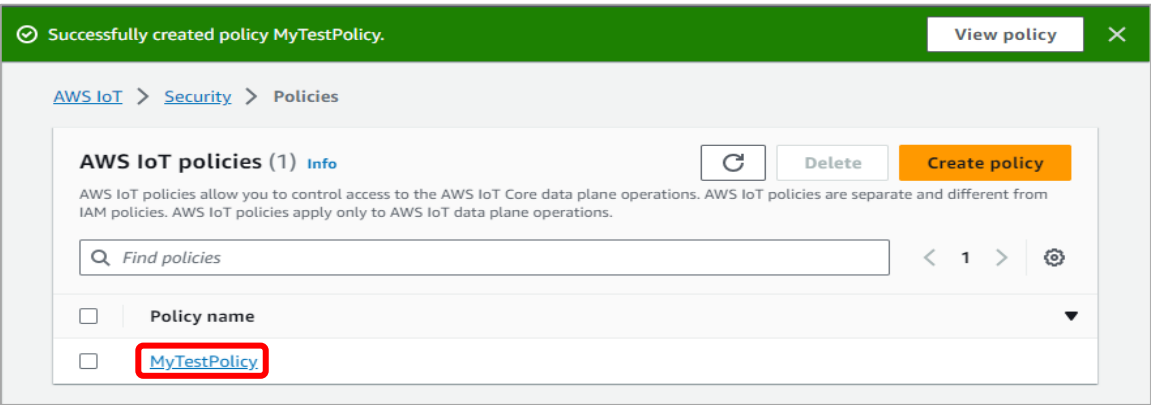 Successfully created policy MyTestPolicy.
View policy
AWS IoT > Security > Policies
AWS IoT policies (1) Info
Delete
Create policy
AWS IoT policies allow you to control access to the AWS IoT Core data plane operations. AWS IoT policies are separate and different from
IAM policies. AWS IoT policies apply only to AWS IoT data plane operations.
Find policies
< 1 >
Policy name
MyTestPolicy